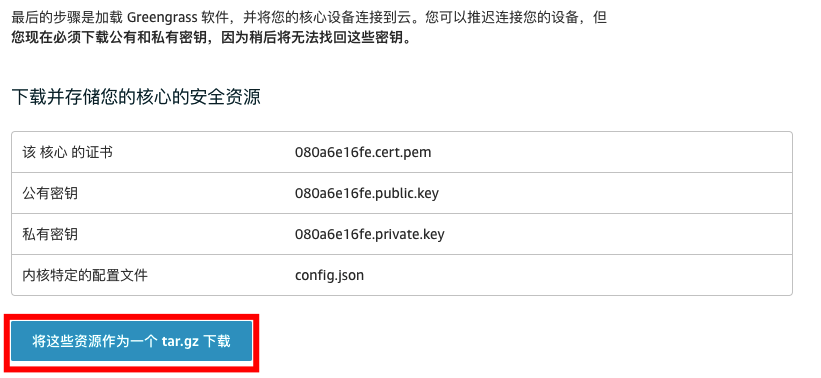 最后的步骤是加载 Greengrass 软件，并将您的核心设备连接到云。您可以推迟连接您的设备，但
您现在必须下载公有和私有密钥，因为稍后将无法找回这些密钥。
下载并存储您的核心的安全资源
该 核心 的证书 080a6e16fe.cert.pem
公有密钥 080a6e16fe.public.key
私有密钥 080a6e16fe.private.key
内核特定的配置文件 config.json
将这些资源作为一个 tar.gz 下载